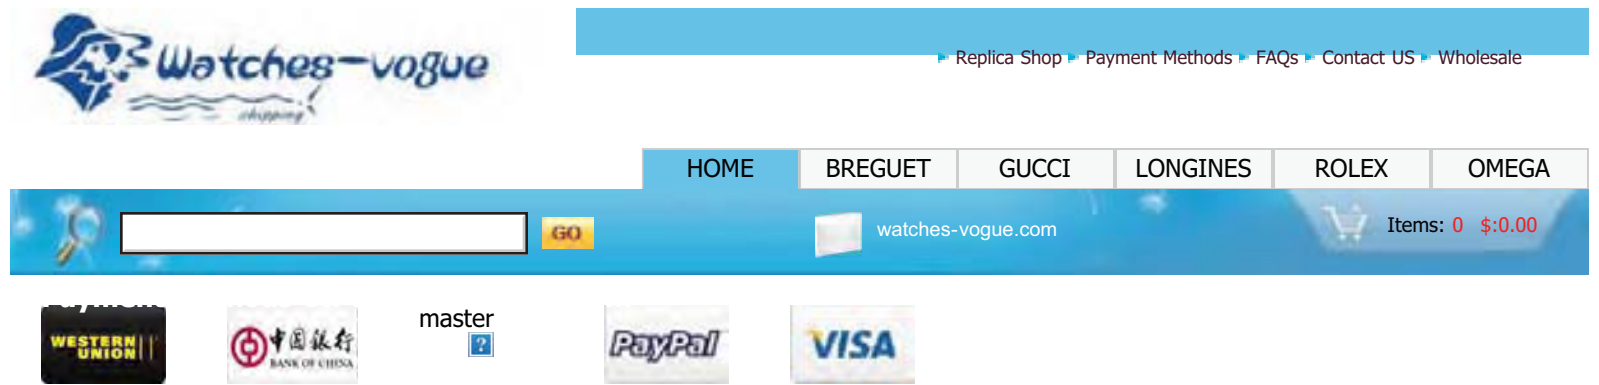 Watches-vogue
shipping
Replica Shop Payment Methods FAQs Contact US Wholesale
HOME BREGUET GUCCI LONGINES ROLEX OMEGA
GO
watches-vogue.com
Items: 0 $:0.00
WESTERN
UNION
中国银行
BANK OF CHINA
master
?
PayPal
VISA